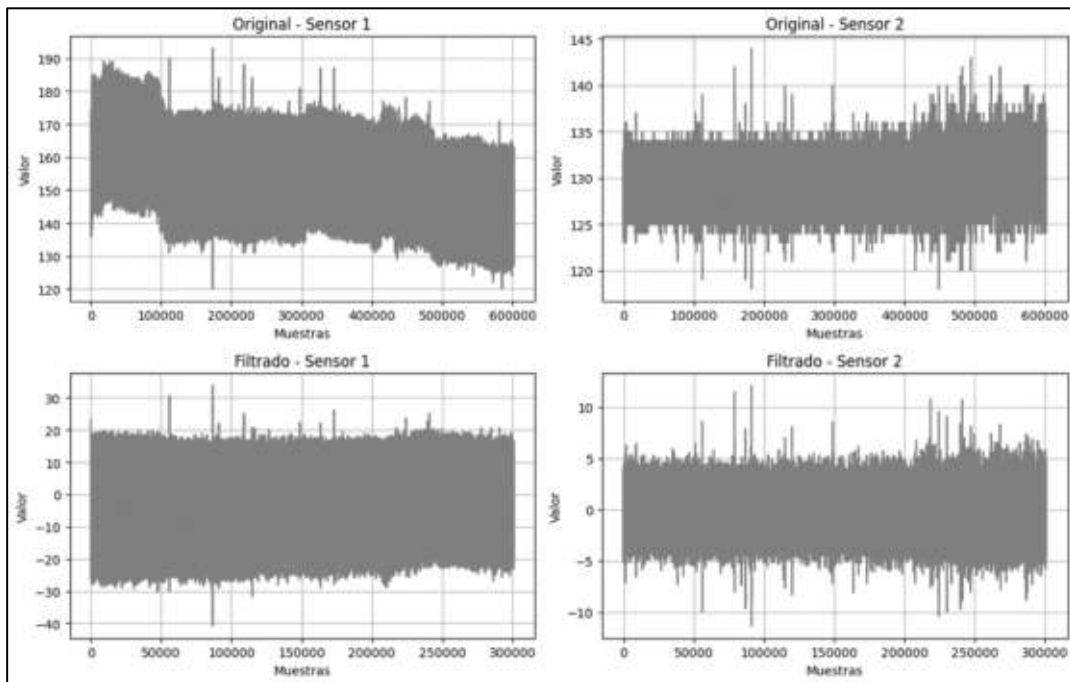 Original - Sensor 1
190
180
170
160
150
140
130
120
Valor
0 100000 200000 300000 400000 500000 600000
Muestras
Original - Sensor 2
145
140
135
130
125
120
Valor
0 100000 200000 300000 400000 500000 600000
Muestras
Filtrado - Sensor 1
30
20
10
0
−10
−20
−30
−40
Valor
0 50000 100000 150000 200000 250000 300000
Muestras
Filtrado - Sensor 2
10
5
0
−5
−10
Valor
0 50000 100000 150000 200000 250000 300000
Muestras